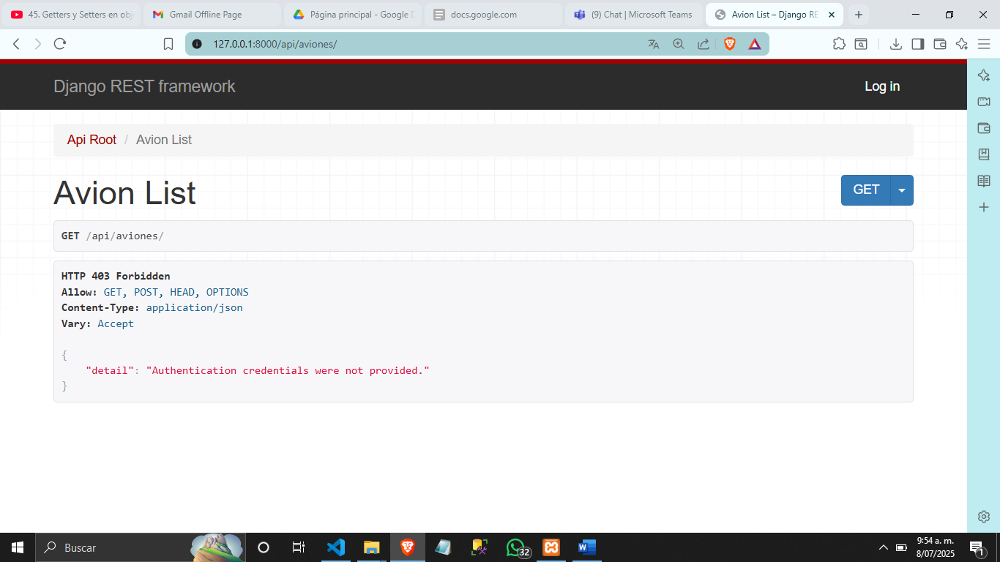 45. Getters y Setters en obj
Gmail Offline Page
Página principal - Google D
docs.google.com
(9) Chat | Microsoft Teams
Avion List – Django RE
127.0.0.1:8000/api/aviones/
Django REST framework
Log in
Api Root / Avion List
Avion List
GET
GET /api/aviones/
HTTP 403 Forbidden
Allow: GET, POST, HEAD, OPTIONS
Content-Type: application/json
Vary: Accept
{
"detail": "Authentication credentials were not provided."
}
Buscar
32
9:54 a. m.
8/07/2025
1